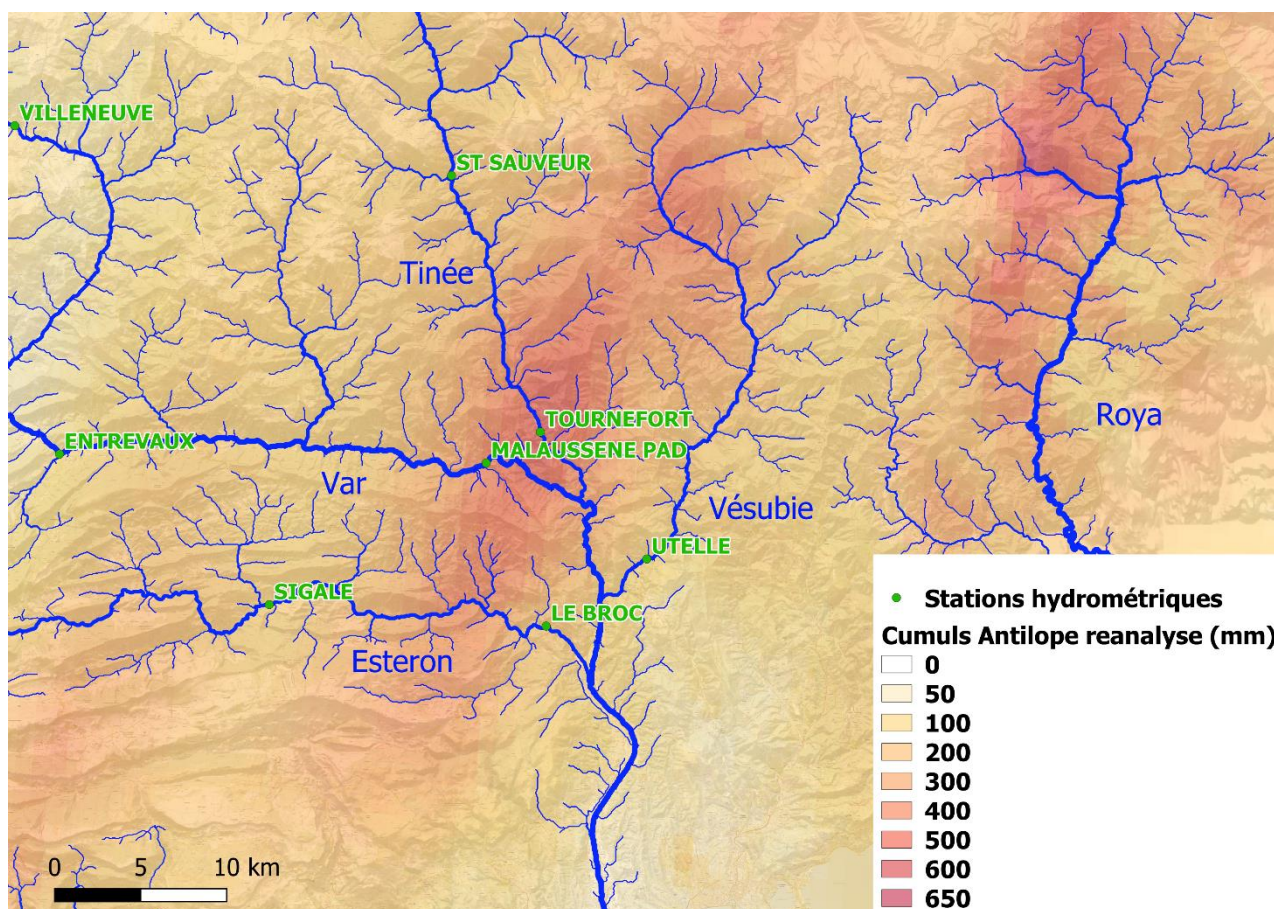 VILLENEUVE
ST SAUVEUR
Tinée
TOURNEFORT
MALAUSSENE PAD
ENTREVAUX
Var
Roya
Vésubie
UTELLE
SIGALE
LE BROC
Esteron
Stations hydrométriques
Cumuls Antilope reanalyse (mm)
0
50
100
200
300
400
500
600
650
0 5 10 km